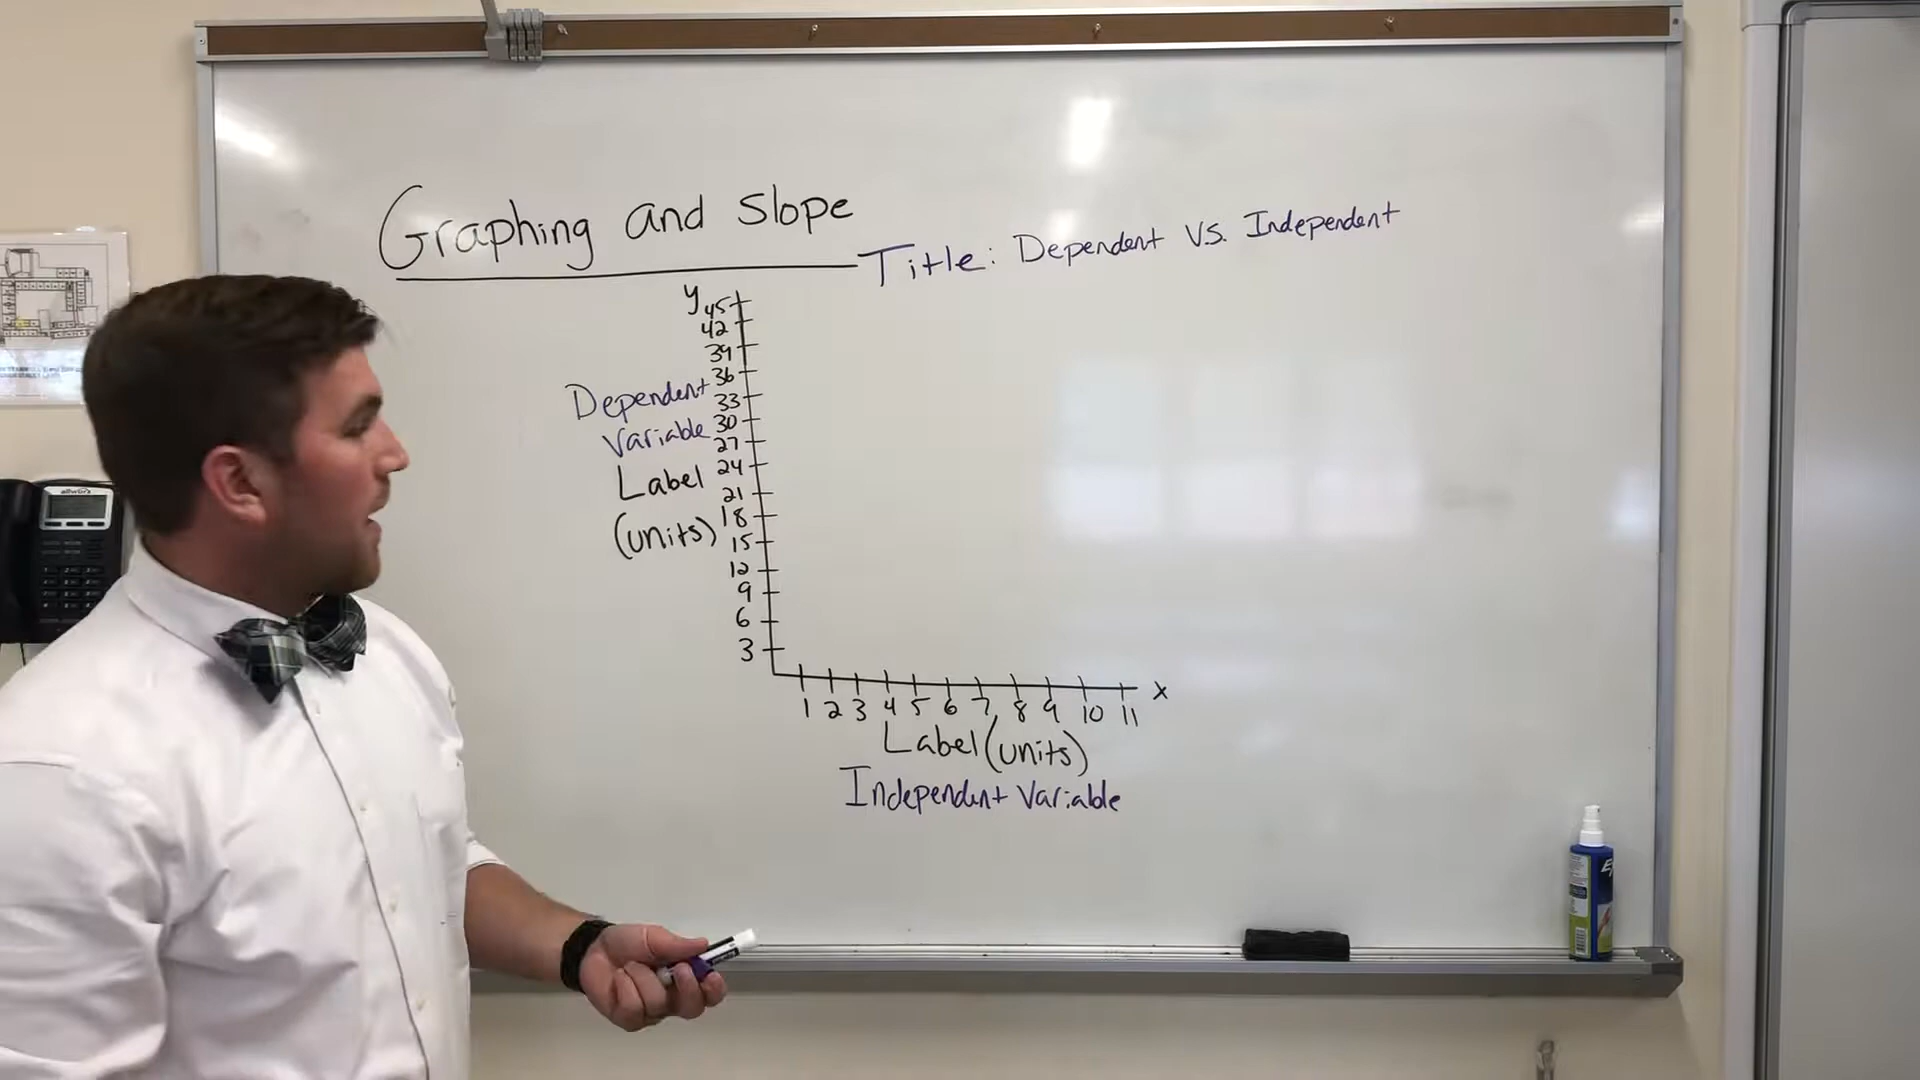 Graphing and Slope
Title: Dependent V.S. Independent
y
45
42
39
36
Dependent
33
Variable
30
27
24
Label
21
18
(units)
15
12
9
6
3
x
1 2 3 4 5 6 7 8 9 10 11
Label (units)
Independent Variable
allworx